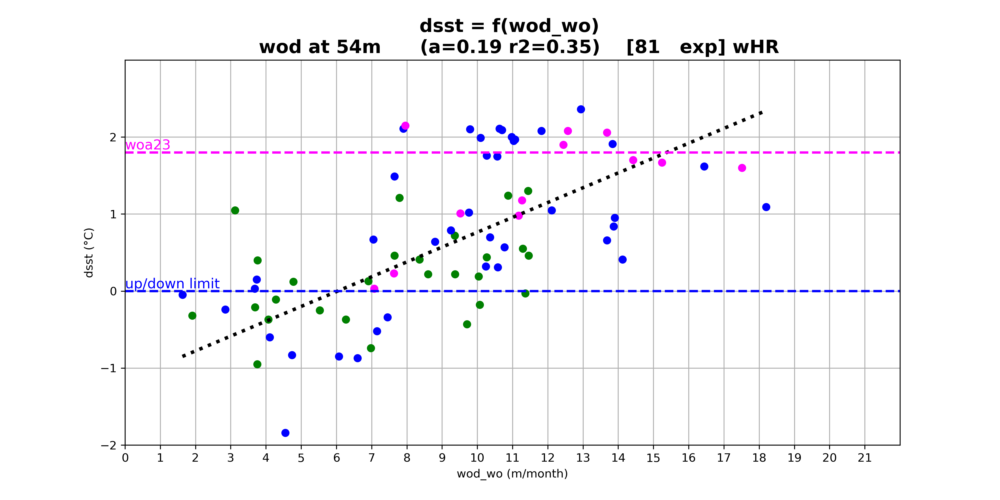 dsst = f(wod_wo)
wod at 54m (a=0.19 r2=0.35) [81 exp] wHR
woa23
up/down limit
dsst (°C)
2
1
0
−1
−2
0 1 2 3 4 5 6 7 8 9 10 11 12 13 14 15 16 17 18 19 20 21
wod_wo (m/month)